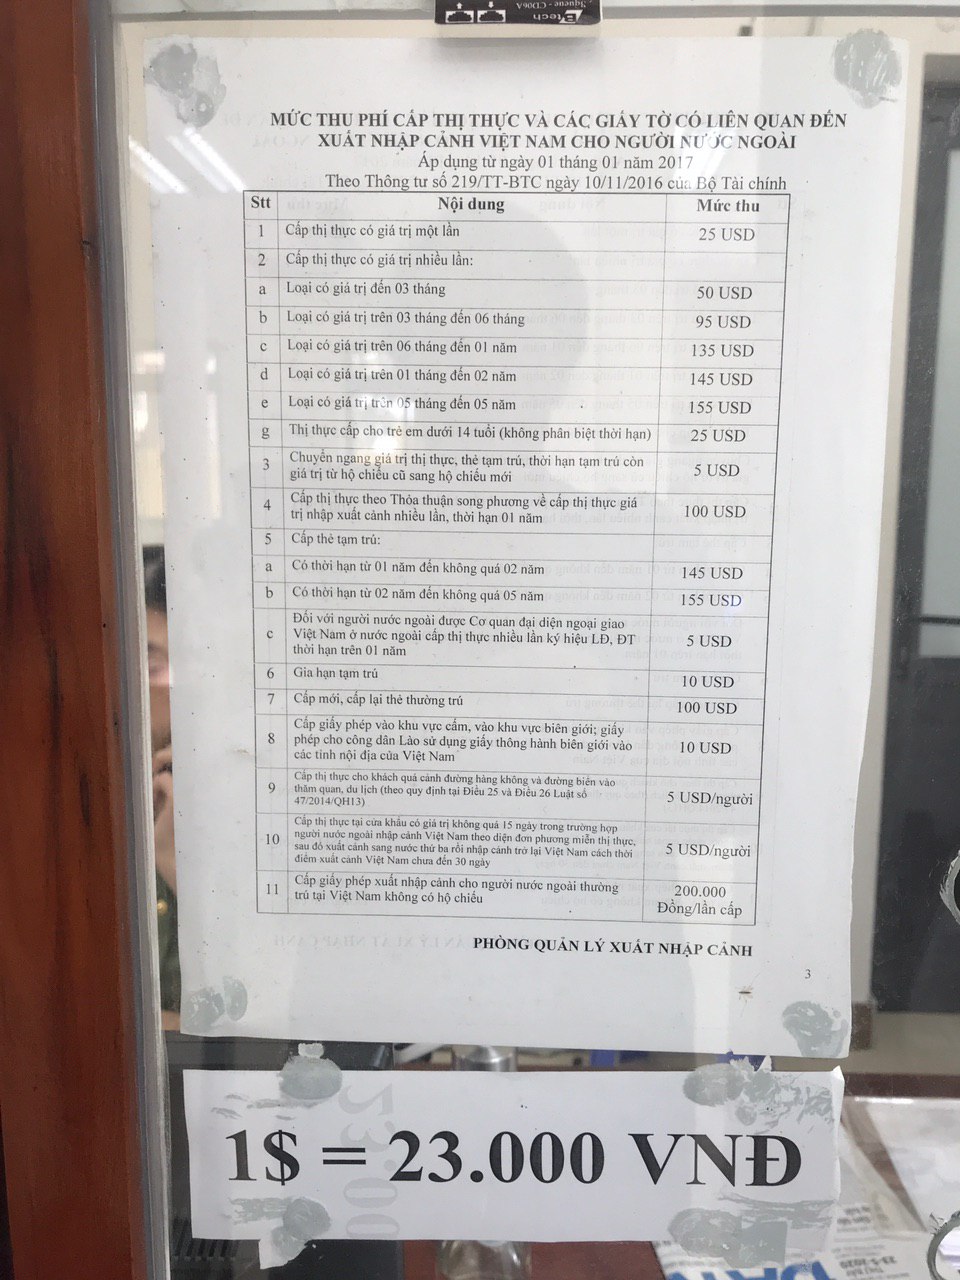 Square - CD06A
Btech
MỨC THU PHÍ CẤP THỊ THỰC VÀ CÁC GIẤY TỜ CÓ LIÊN QUAN ĐẾN
XUẤT NHẬP CẢNH VIỆT NAM CHO NGƯỜI NƯỚC NGOÀI
Áp dụng từ ngày 01 tháng 01 năm 2017
Theo Thông tư số 219/TT-BTC ngày 10/11/2016 của Bộ Tài chính
Stt Nội dung Mức thu
1 Cấp thị thực có giá trị một lần 25 USD
2 Cấp thị thực có giá trị nhiều lần:
a Loại có giá trị đến 03 tháng 50 USD
b Loại có giá trị trên 03 tháng đến 06 tháng 95 USD
c Loại có giá trị trên 06 tháng đến 01 năm 135 USD
d Loại có giá trị trên 01 tháng đến 02 năm 145 USD
e Loại có giá trị trên 05 tháng đến 05 năm 155 USD
g Thị thực cấp cho trẻ em dưới 14 tuổi (không phân biệt thời hạn) 25 USD
3 Chuyển ngang giá trị thị thực, thẻ tạm trú, thời hạn tạm trú còn
giá trị từ hộ chiếu cũ sang hộ chiếu mới 5 USD
4 Cấp thị thực theo Thỏa thuận song phương về cấp thị thực giá
trị nhập xuất cảnh nhiều lần, thời hạn 01 năm 100 USD
5 Cấp thẻ tạm trú:
a Có thời hạn từ 01 năm đến không quá 02 năm 145 USD
b Có thời hạn từ 02 năm đến không quá 05 năm 155 USD
c Đối với người nước ngoài được Cơ quan đại diện ngoại giao
Việt Nam ở nước ngoài cấp thị thực nhiều lần ký hiệu LĐ, ĐT
thời hạn trên 01 năm 5 USD
6 Gia hạn tạm trú 10 USD
7 Cấp mới, cấp lại thẻ thường trú 100 USD
8 Cấp giấy phép vào khu vực cấm, vào khu vực biên giới; giấy
phép cho công dân Lào sử dụng giấy thông hành biên giới vào
các tỉnh nội địa của Việt Nam 10 USD
9 Cấp thị thực cho khách quá cảnh đường hàng không và đường biển vào
thăm quan, du lịch (theo quy định tại Điều 25 và Điều 26 Luật số
47/2014/QH13) 5 USD/người
10 Cấp thị thực tại cửa khẩu có giá trị không quá 15 ngày trong trường hợp
người nước ngoài nhập cảnh Việt Nam theo diện đơn phương miễn thị thực,
sau đó xuất cảnh sang nước thứ ba rồi nhập cảnh trở lại Việt Nam cách thời
điểm xuất cảnh Việt Nam chưa đến 30 ngày 5 USD/người
11 Cấp giấy phép xuất nhập cảnh cho người nước ngoài thường
trú tại Việt Nam không có hộ chiếu 200.000
Đồng/lần cấp
PHÒNG QUẢN LÝ XUẤT NHẬP CẢNH
3
1$ = 23.000 VNĐ